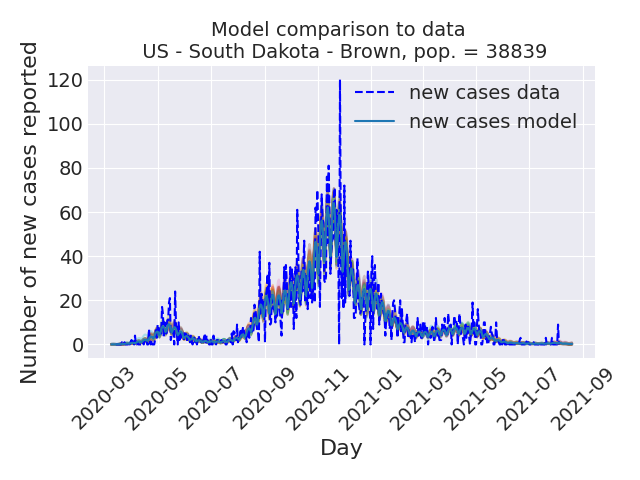 Model comparison to data
US - South Dakota - Brown, pop. = 38839
Number of new cases reported
120
100
80
60
40
20
0
new cases data
new cases model
2020-03
2020-05
2020-07
2020-09
2020-11
2021-01
2021-03
2021-05
2021-07
2021-09
Day